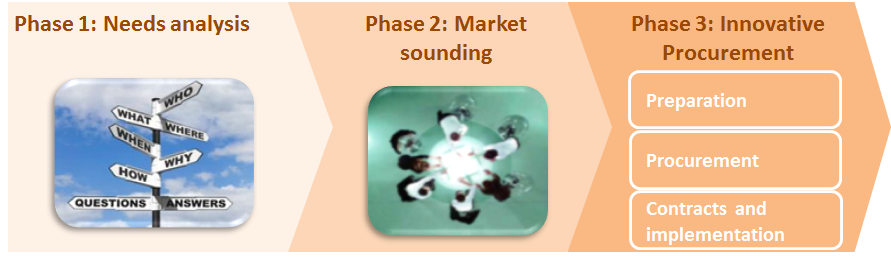 Phase 1: Needs analysis
WHO
WHAT
WHERE
WHEN
WHY
HOW
QUESTIONS
ANSWERS
Phase 2: Market
sounding
Phase 3: Innovative
Procurement
Preparation
Procurement
Contracts and
implementation